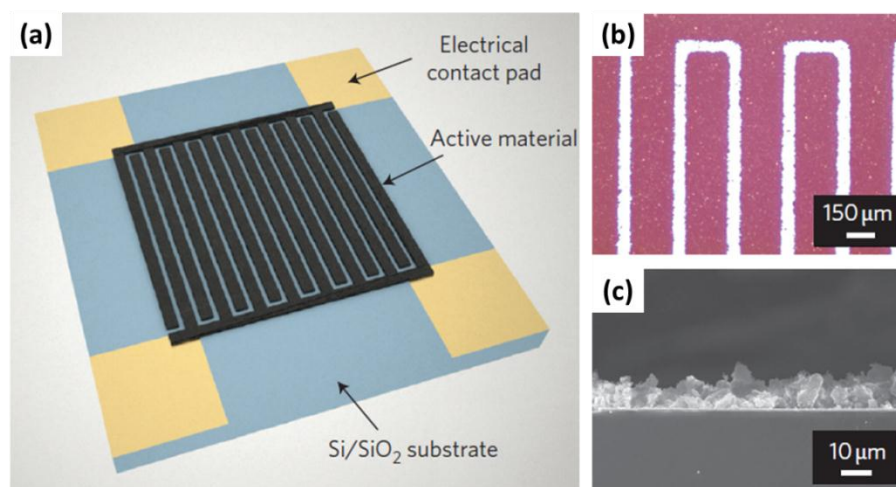 (a)
Electrical
contact pad
Active material
Si/SiO₂ substrate
(b)
150 µm
(c)
10 µm